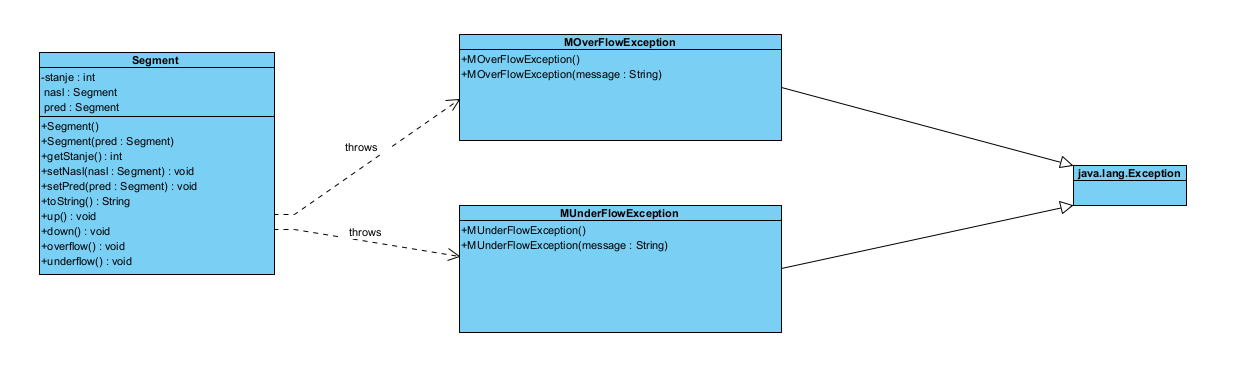 Segment
-stanje : int
nasl : Segment
pred : Segment
+Segment()
+Segment(pred : Segment)
+getStanje() : int
+setNasl(nasl : Segment) : void
+setPred(pred : Segment) : void
+toString() : String
+up() : void
+down() : void
+overflow() : void
+underflow() : void
throws
throws
MOverFlowException
+MOverFlowException()
+MOverFlowException(message : String)
MUnderFlowException
+MUnderFlowException()
+MUnderFlowException(message : String)
java.lang.Exception